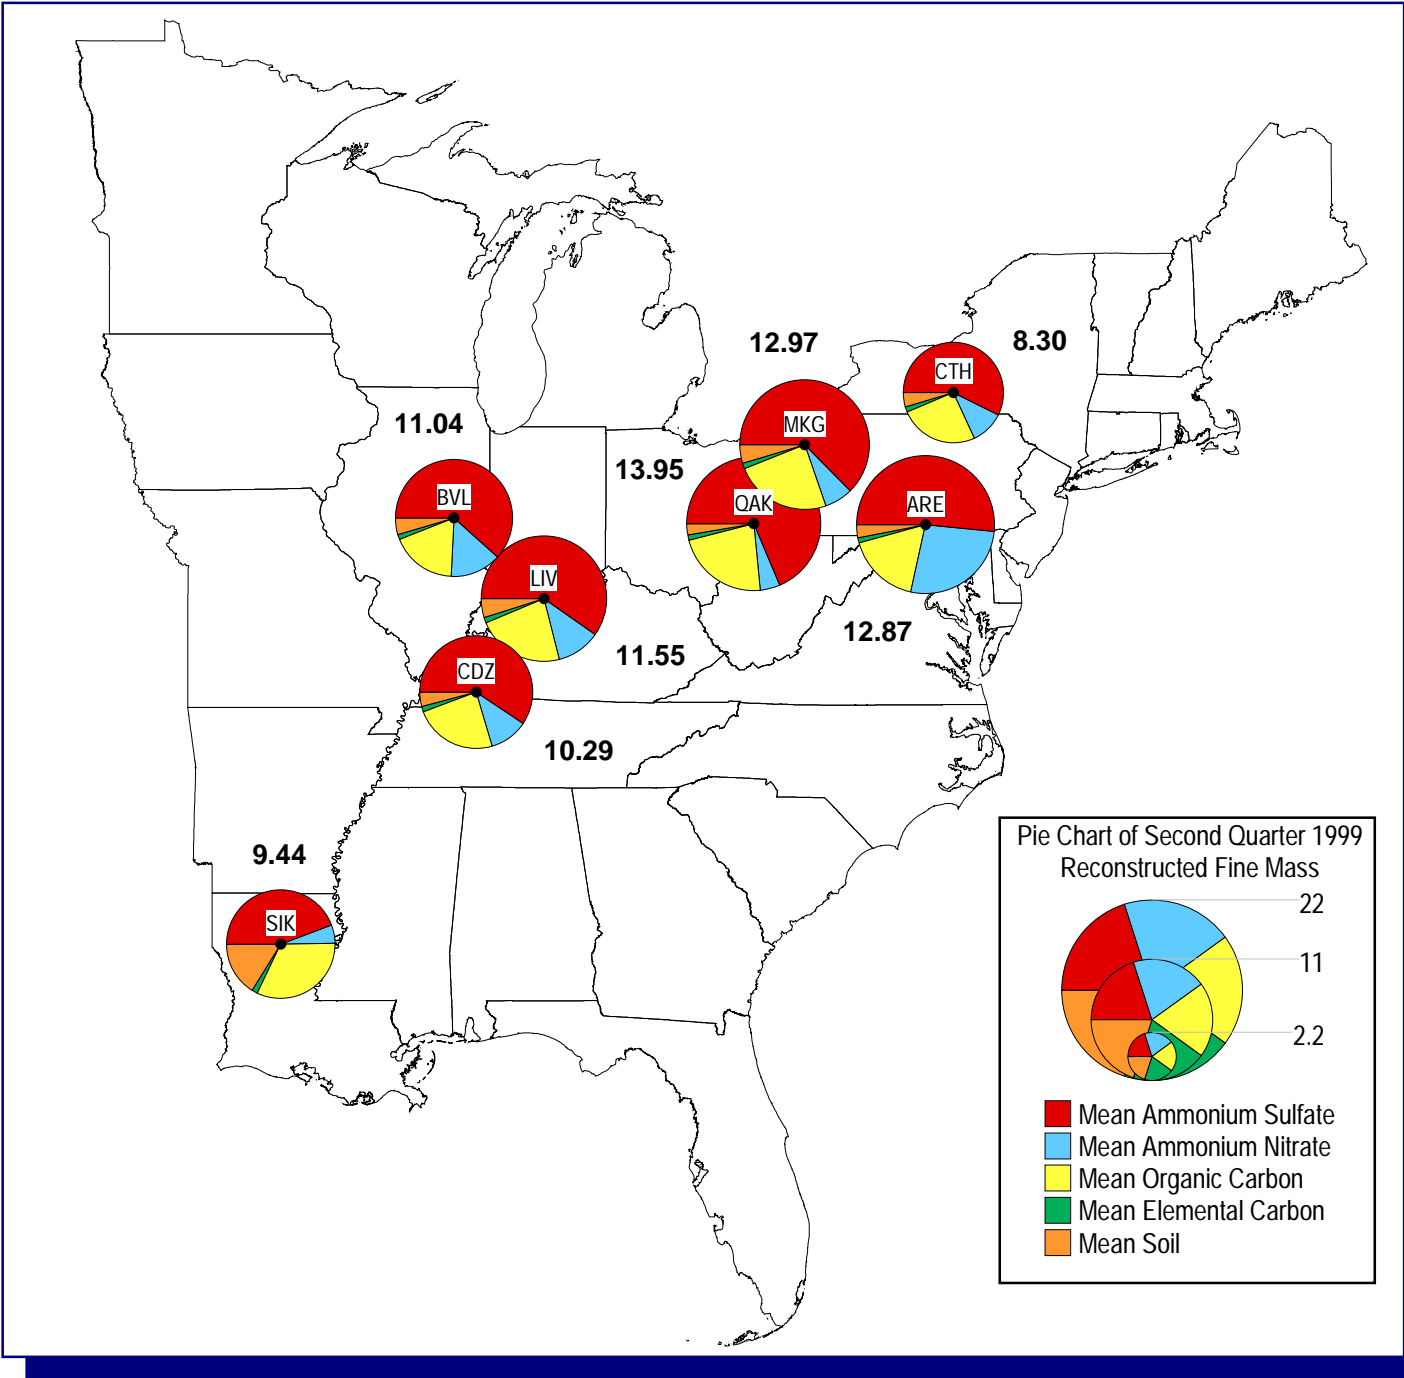 12.97
8.30
CTH
11.04
MKG
13.95
BVL
QAK
ARE
LIV
12.87
11.55
CDZ
10.29
9.44
SIK
Pie Chart of Second Quarter 1999
Reconstructed Fine Mass
22
11
2.2
Mean Ammonium Sulfate
Mean Ammonium Nitrate
Mean Organic Carbon
Mean Elemental Carbon
Mean Soil